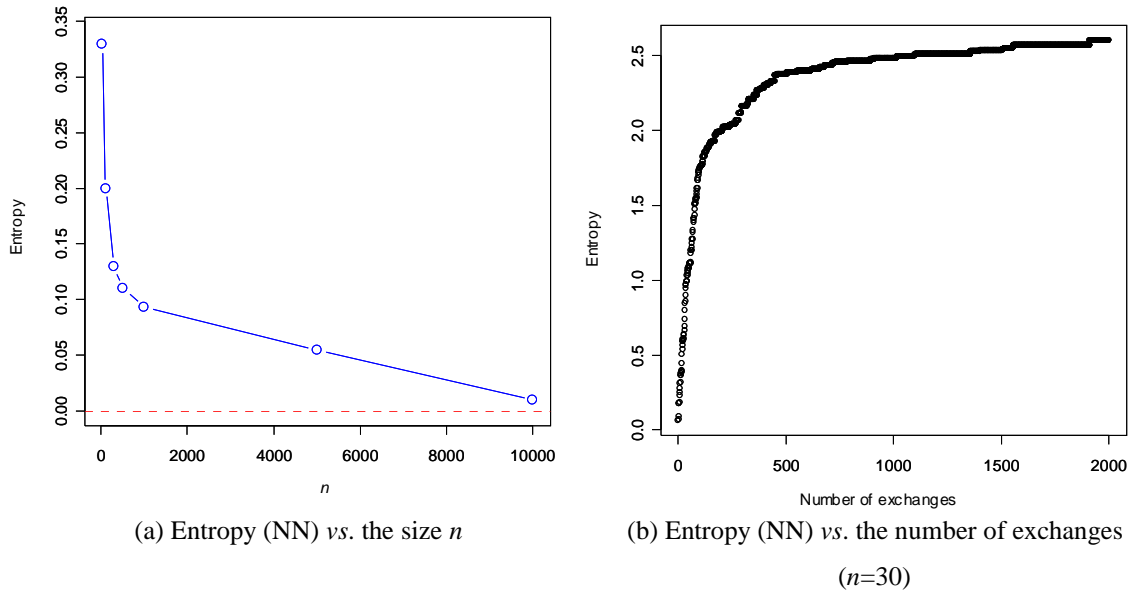 0.35
0.30
0.25
0.20
0.15
0.10
0.05
0.00
Entropy
0 2000 4000 6000 8000 10000
n
(a) Entropy (NN) vs. the size n
2.5
2.0
1.5
1.0
0.5
0.0
Entropy
0 500 1000 1500 2000
Number of exchanges
(b) Entropy (NN) vs. the number of exchanges
(n=30)